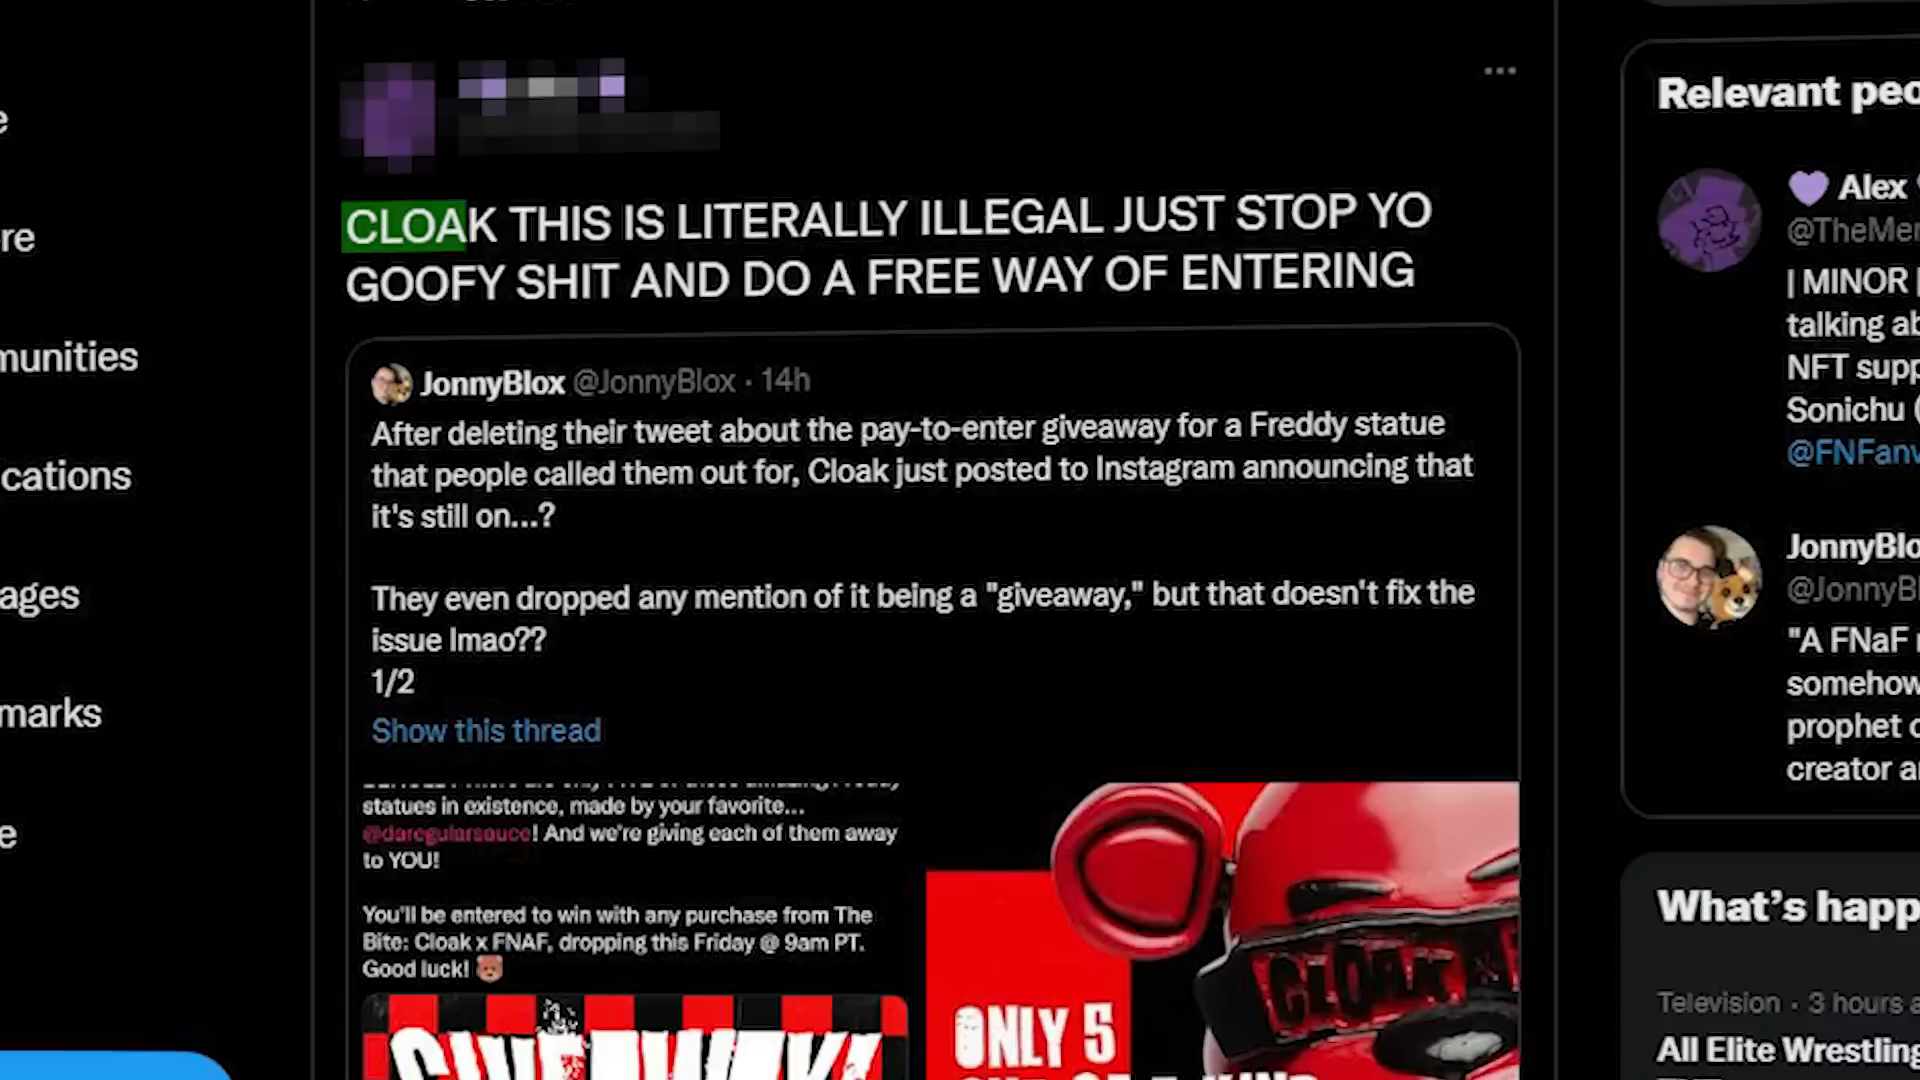 e
re
munities
cations
ages
marks
e
CLOAK THIS IS LITERALLY ILLEGAL JUST STOP YO
GOOFY SHIT AND DO A FREE WAY OF ENTERING
JonnyBlox @JonnyBlox · 14h
After deleting their tweet about the pay-to-enter giveaway for a Freddy statue
that people called them out for, Cloak just posted to Instagram announcing that
it's still on...?
They even dropped any mention of it being a "giveaway," but that doesn't fix the
issue lmao??
1/2
Show this thread
statues in existence, made by your favorite...
@daregularsauce! And we're giving each of them away
to YOU!
You'll be entered to win with any purchase from The
Bite: Cloak x FNAF, dropping this Friday @ 9am PT.
Good luck! 🐻
GIVEAWAY!
ONLY 5
CLOAK
Relevant peo
💜 Alex
@TheMer
| MINOR |
talking ab
NFT supp
Sonichu (
@FNFanv
JonnyBlo
@JonnyB
"A FNaF
somehow
prophet
creator a
What's happ
Television · 3 hours a
All Elite Wrestling